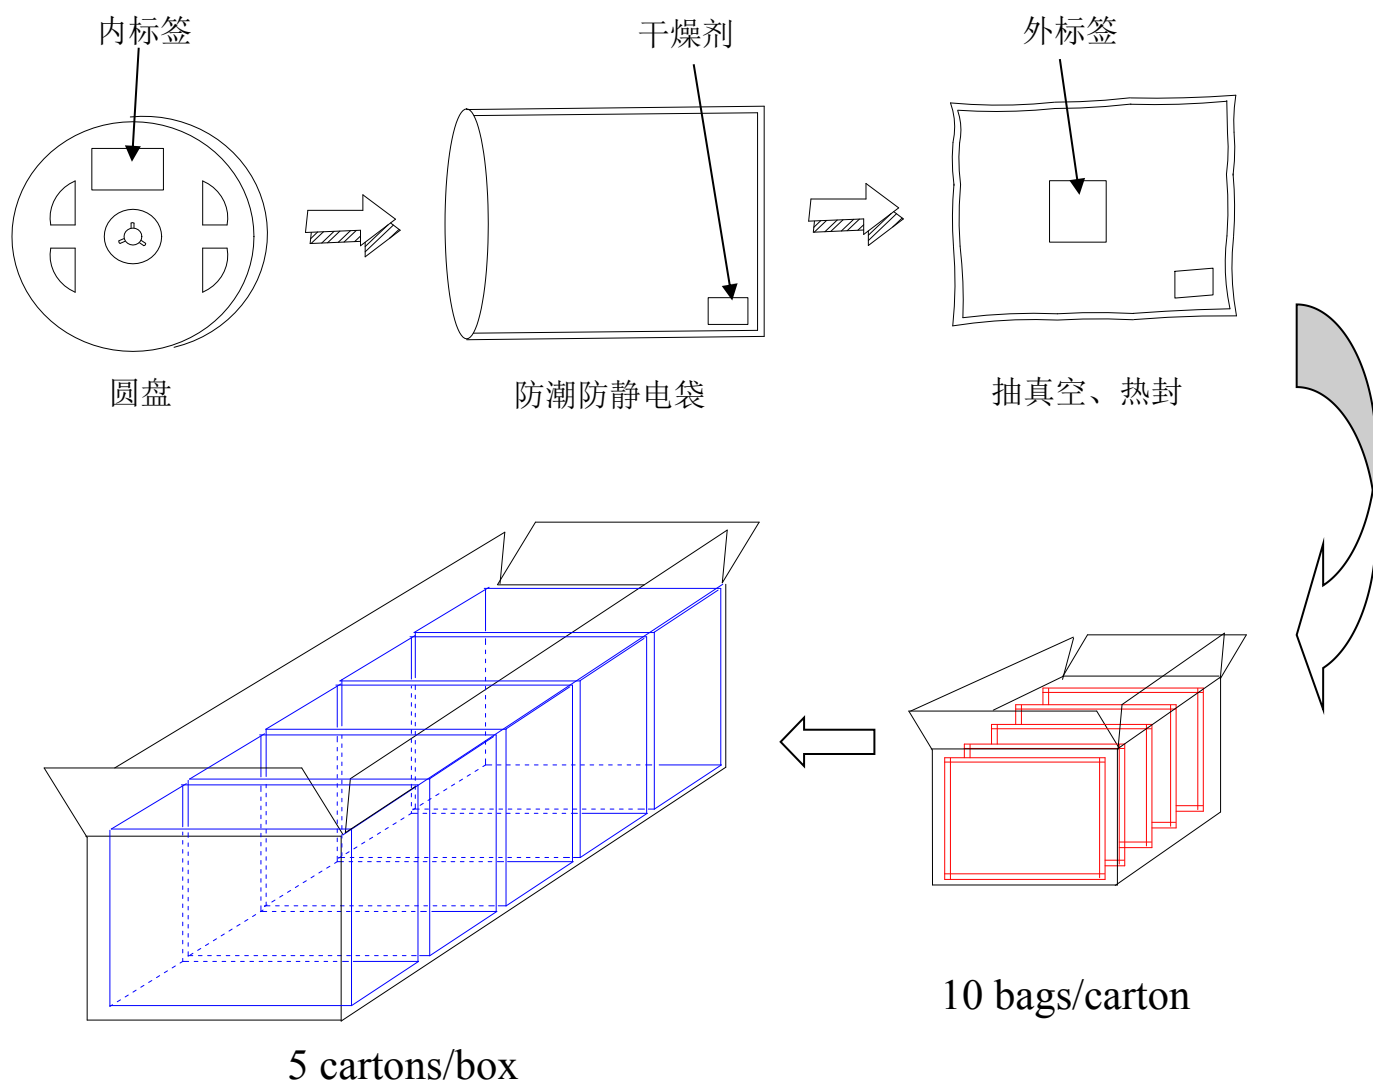 内标签
干燥剂
外标签
圆盘
防潮防静电袋
抽真空、热封
10 bags/carton
5 cartons/box